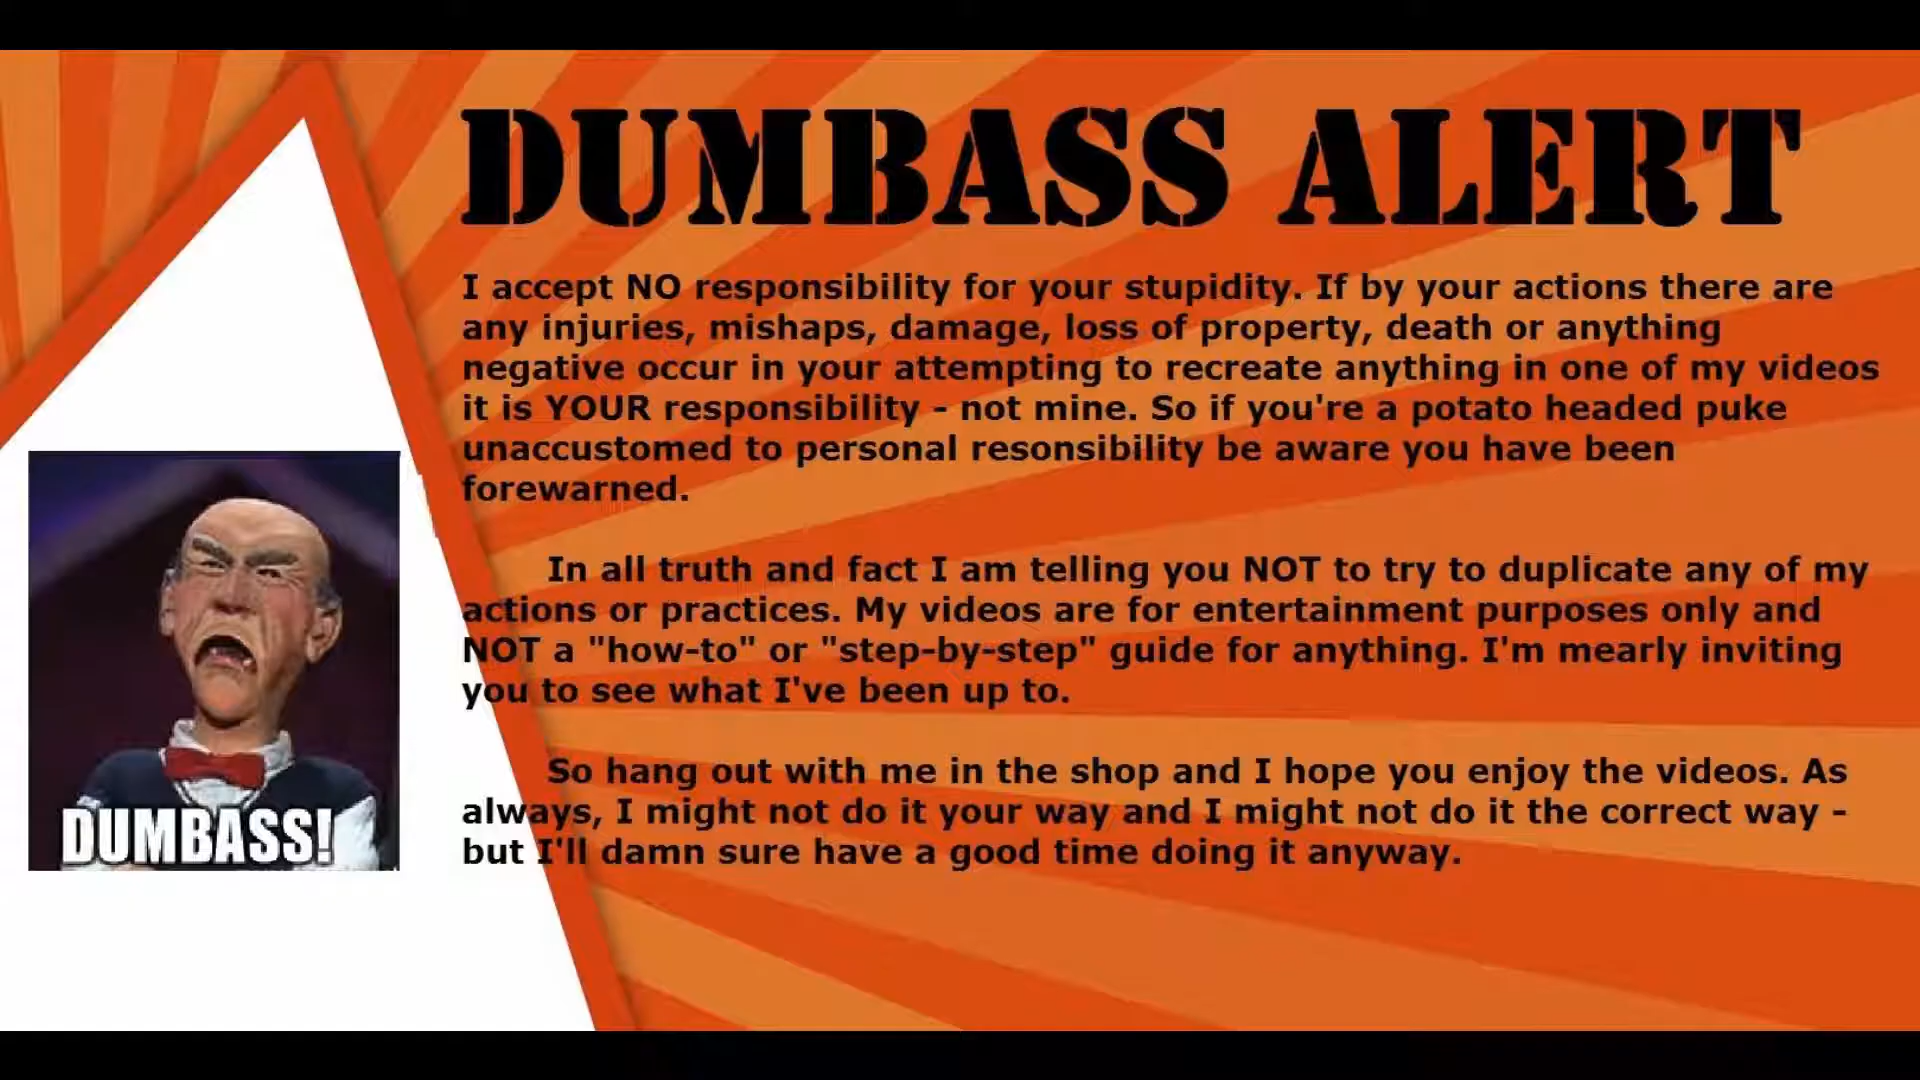 DUMBASS ALERT
I accept NO responsibility for your stupidity. If by your actions there are
any injuries, mishaps, damage, loss of property, death or anything
negative occur in your attempting to recreate anything in one of my videos
it is YOUR responsibility - not mine. So if you're a potato headed puke
unaccustomed to personal resonsibility be aware you have been
forewarned.
In all truth and fact I am telling you NOT to try to duplicate any of my
actions or practices. My videos are for entertainment purposes only and
NOT a "how-to" or "step-by-step" guide for anything. I'm mearly inviting
you to see what I've been up to.
So hang out with me in the shop and I hope you enjoy the videos. As
always, I might not do it your way and I might not do it the correct way -
but I'll damn sure have a good time doing it anyway.
DUMBASS!